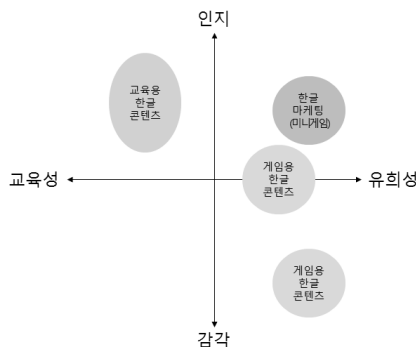 인지
교육용
한글
콘텐츠
한글
마케팅
(미니게임)
게임용
한글
콘텐츠
교육성
유희성
게임용
한글
콘텐츠
감각